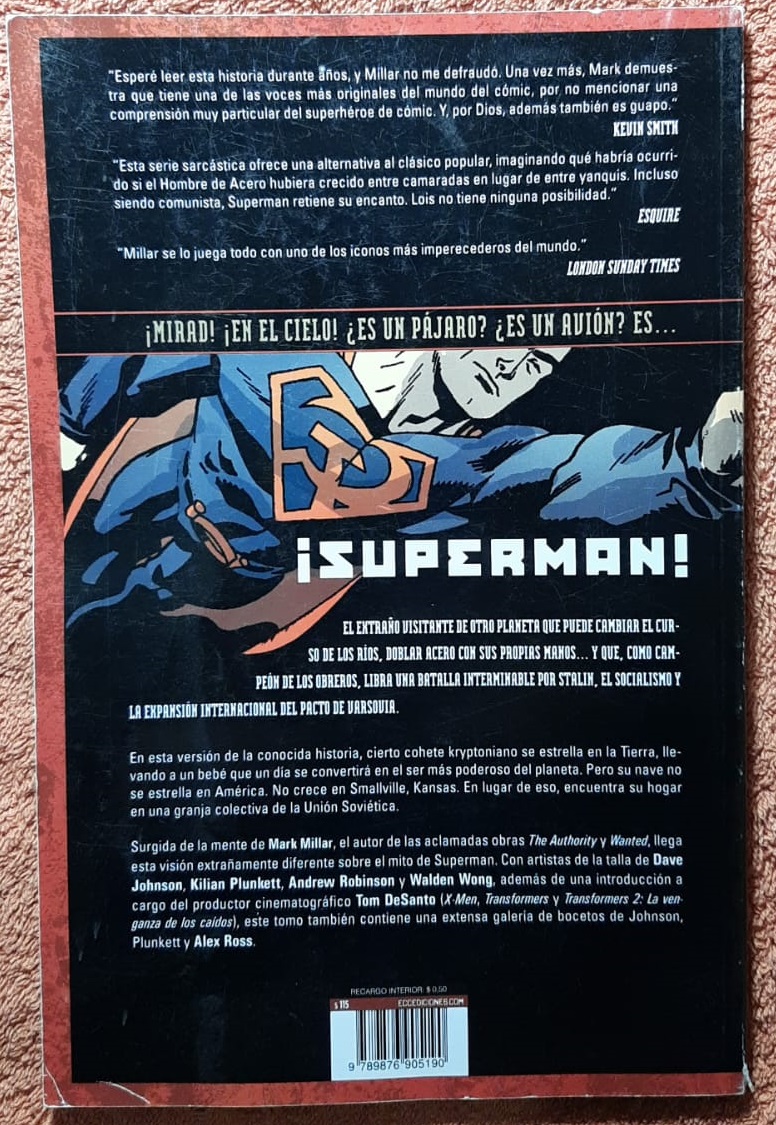 "Esperé leer esta historia durante años, y Millar no me defraudó. Una vez más, Mark demues-
tra que tiene una de las voces más originales del mundo del cómic, por no mencionar una
comprensión muy particular del superhéroe de cómic. Y, por Dios, además también es guapo."
KEVIN SMITH
"Esta serie sarcástica ofrece una alternativa al clásico popular, imaginando qué habría ocurri-
do si el Hombre de Acero hubiera crecido entre camaradas en lugar de entre yanquis. Incluso
siendo comunista, Superman retiene su encanto. Lois no tiene ninguna posibilidad."
ESQUIRE
"Millar se lo juega todo con uno de los iconos más imperecederos del mundo."
LONDON SUNDAY TIMES
¡MIRAD! ¡EN EL CIELO! ¿ES UN PÁJARO? ¿ES UN AVIÓN? ES...
S
¡SUPERMAN!
EL EXTRAÑO VISITANTE DE OTRO PLANETA QUE PUEDE CAMBIAR EL CUR-
SO DE LOS RÍOS, DOBLAR ACERO CON SUS PROPIAS MANOS... Y QUE, COMO CAM-
PEÓN DE LOS OBREROS, LIBRA UNA BATALLA INTERMINABLE POR STALIN, EL SOCIALISMO Y
LA EXPANSIÓN INTERNACIONAL DEL PACTO DE VARSOVIA.
En esta versión de la conocida historia, cierto cohete kryptoniano se estrella en la Tierra, lle-
vando a un bebé que un día se convertirá en el ser más poderoso del planeta. Pero su nave no
se estrella en América. No crece en Smallville, Kansas. En lugar de eso, encuentra su hogar
en una granja colectiva de la Unión Soviética.
Surgida de la mente de Mark Millar, el autor de las aclamadas obras The Authority y Wanted, llega
esta visión extrañamente diferente sobre el mito de Superman. Con artistas de la talla de Dave
Johnson, Kilian Plunkett, Andrew Robinson y Walden Wong, además de una introducción a
cargo del productor cinematográfico Tom DeSanto (X-Men, Transformers y Transformers 2: La ven-
ganza de los caídos), este tomo también contiene una extensa galería de bocetos de Johnson,
Plunkett y Alex Ross.
RECARGO INTERIOR: $ 0,50
$ 115 ECCEDICIONES.COM
9 789876 905190